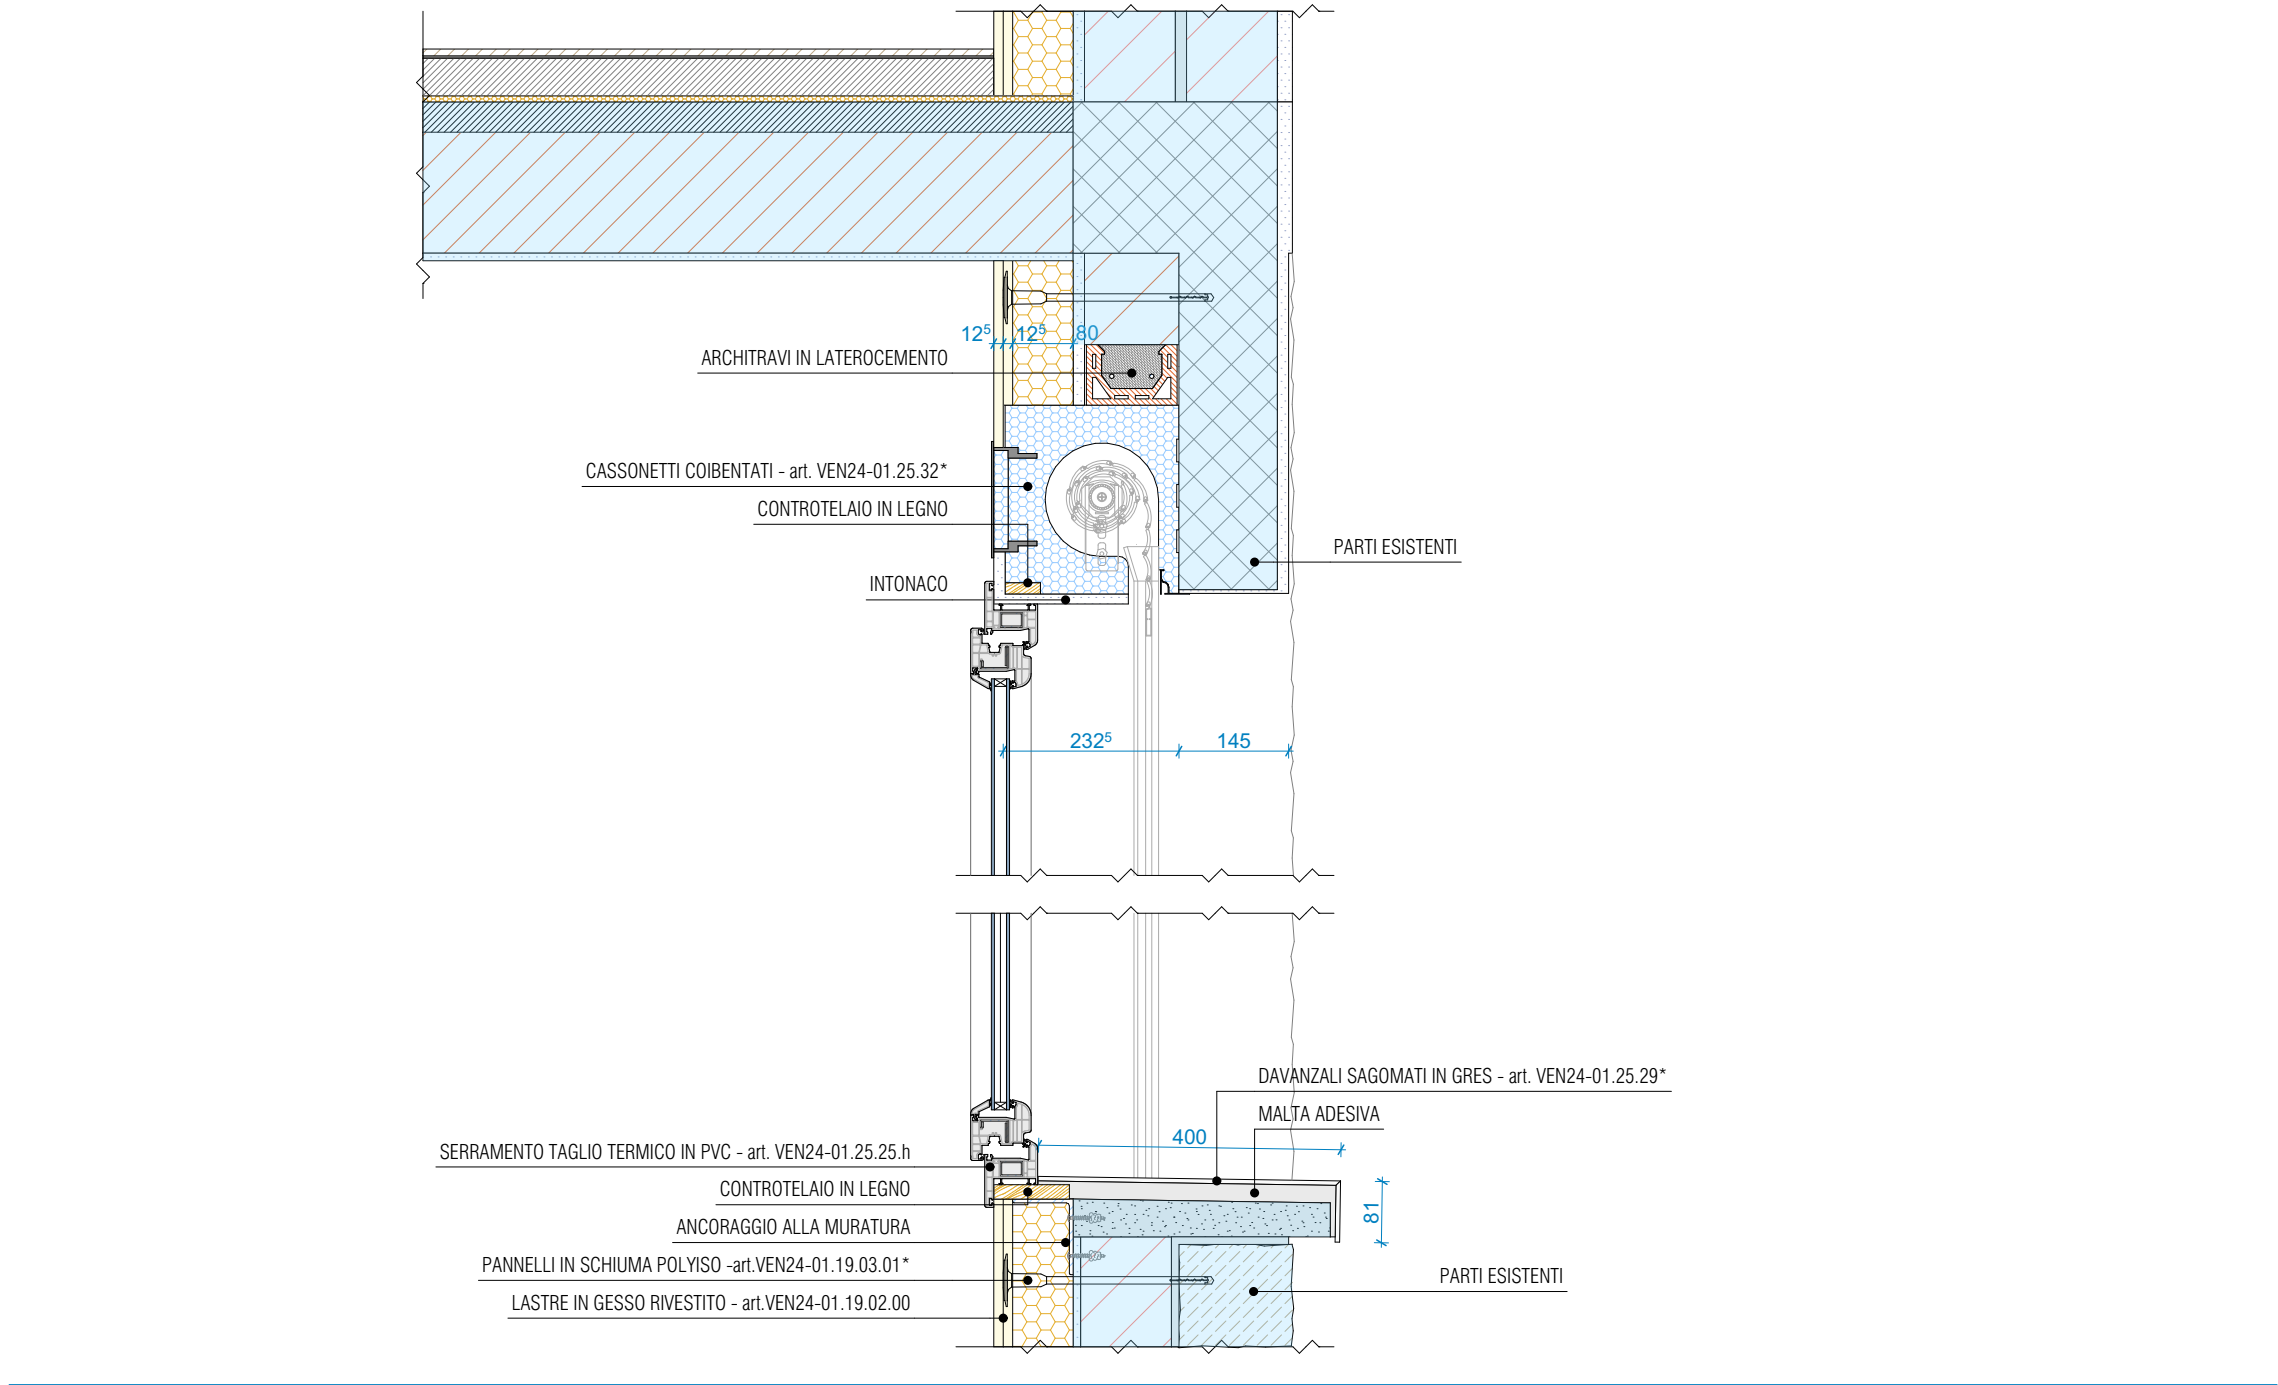 12⁵ 12⁵ 80
ARCHITRAVI IN LATEROCEMENTO
CASSONETTI COIBENTATI - art. VEN24-01.25.32*
CONTROTELAIO IN LEGNO
PARTI ESISTENTI
INTONACO
232⁵ 145
DAVANZALI SAGOMATI IN GRES - art. VEN24-01.25.29*
MALTA ADESIVA
400
SERRAMENTO TAGLIO TERMICO IN PVC - art. VEN24-01.25.25.h
CONTROTELAIO IN LEGNO
81
ANCORAGGIO ALLA MURATURA
PANNELLI IN SCHIUMA POLYISO -art.VEN24-01.19.03.01*
PARTI ESISTENTI
LASTRE IN GESSO RIVESTITO - art.VEN24-01.19.02.00